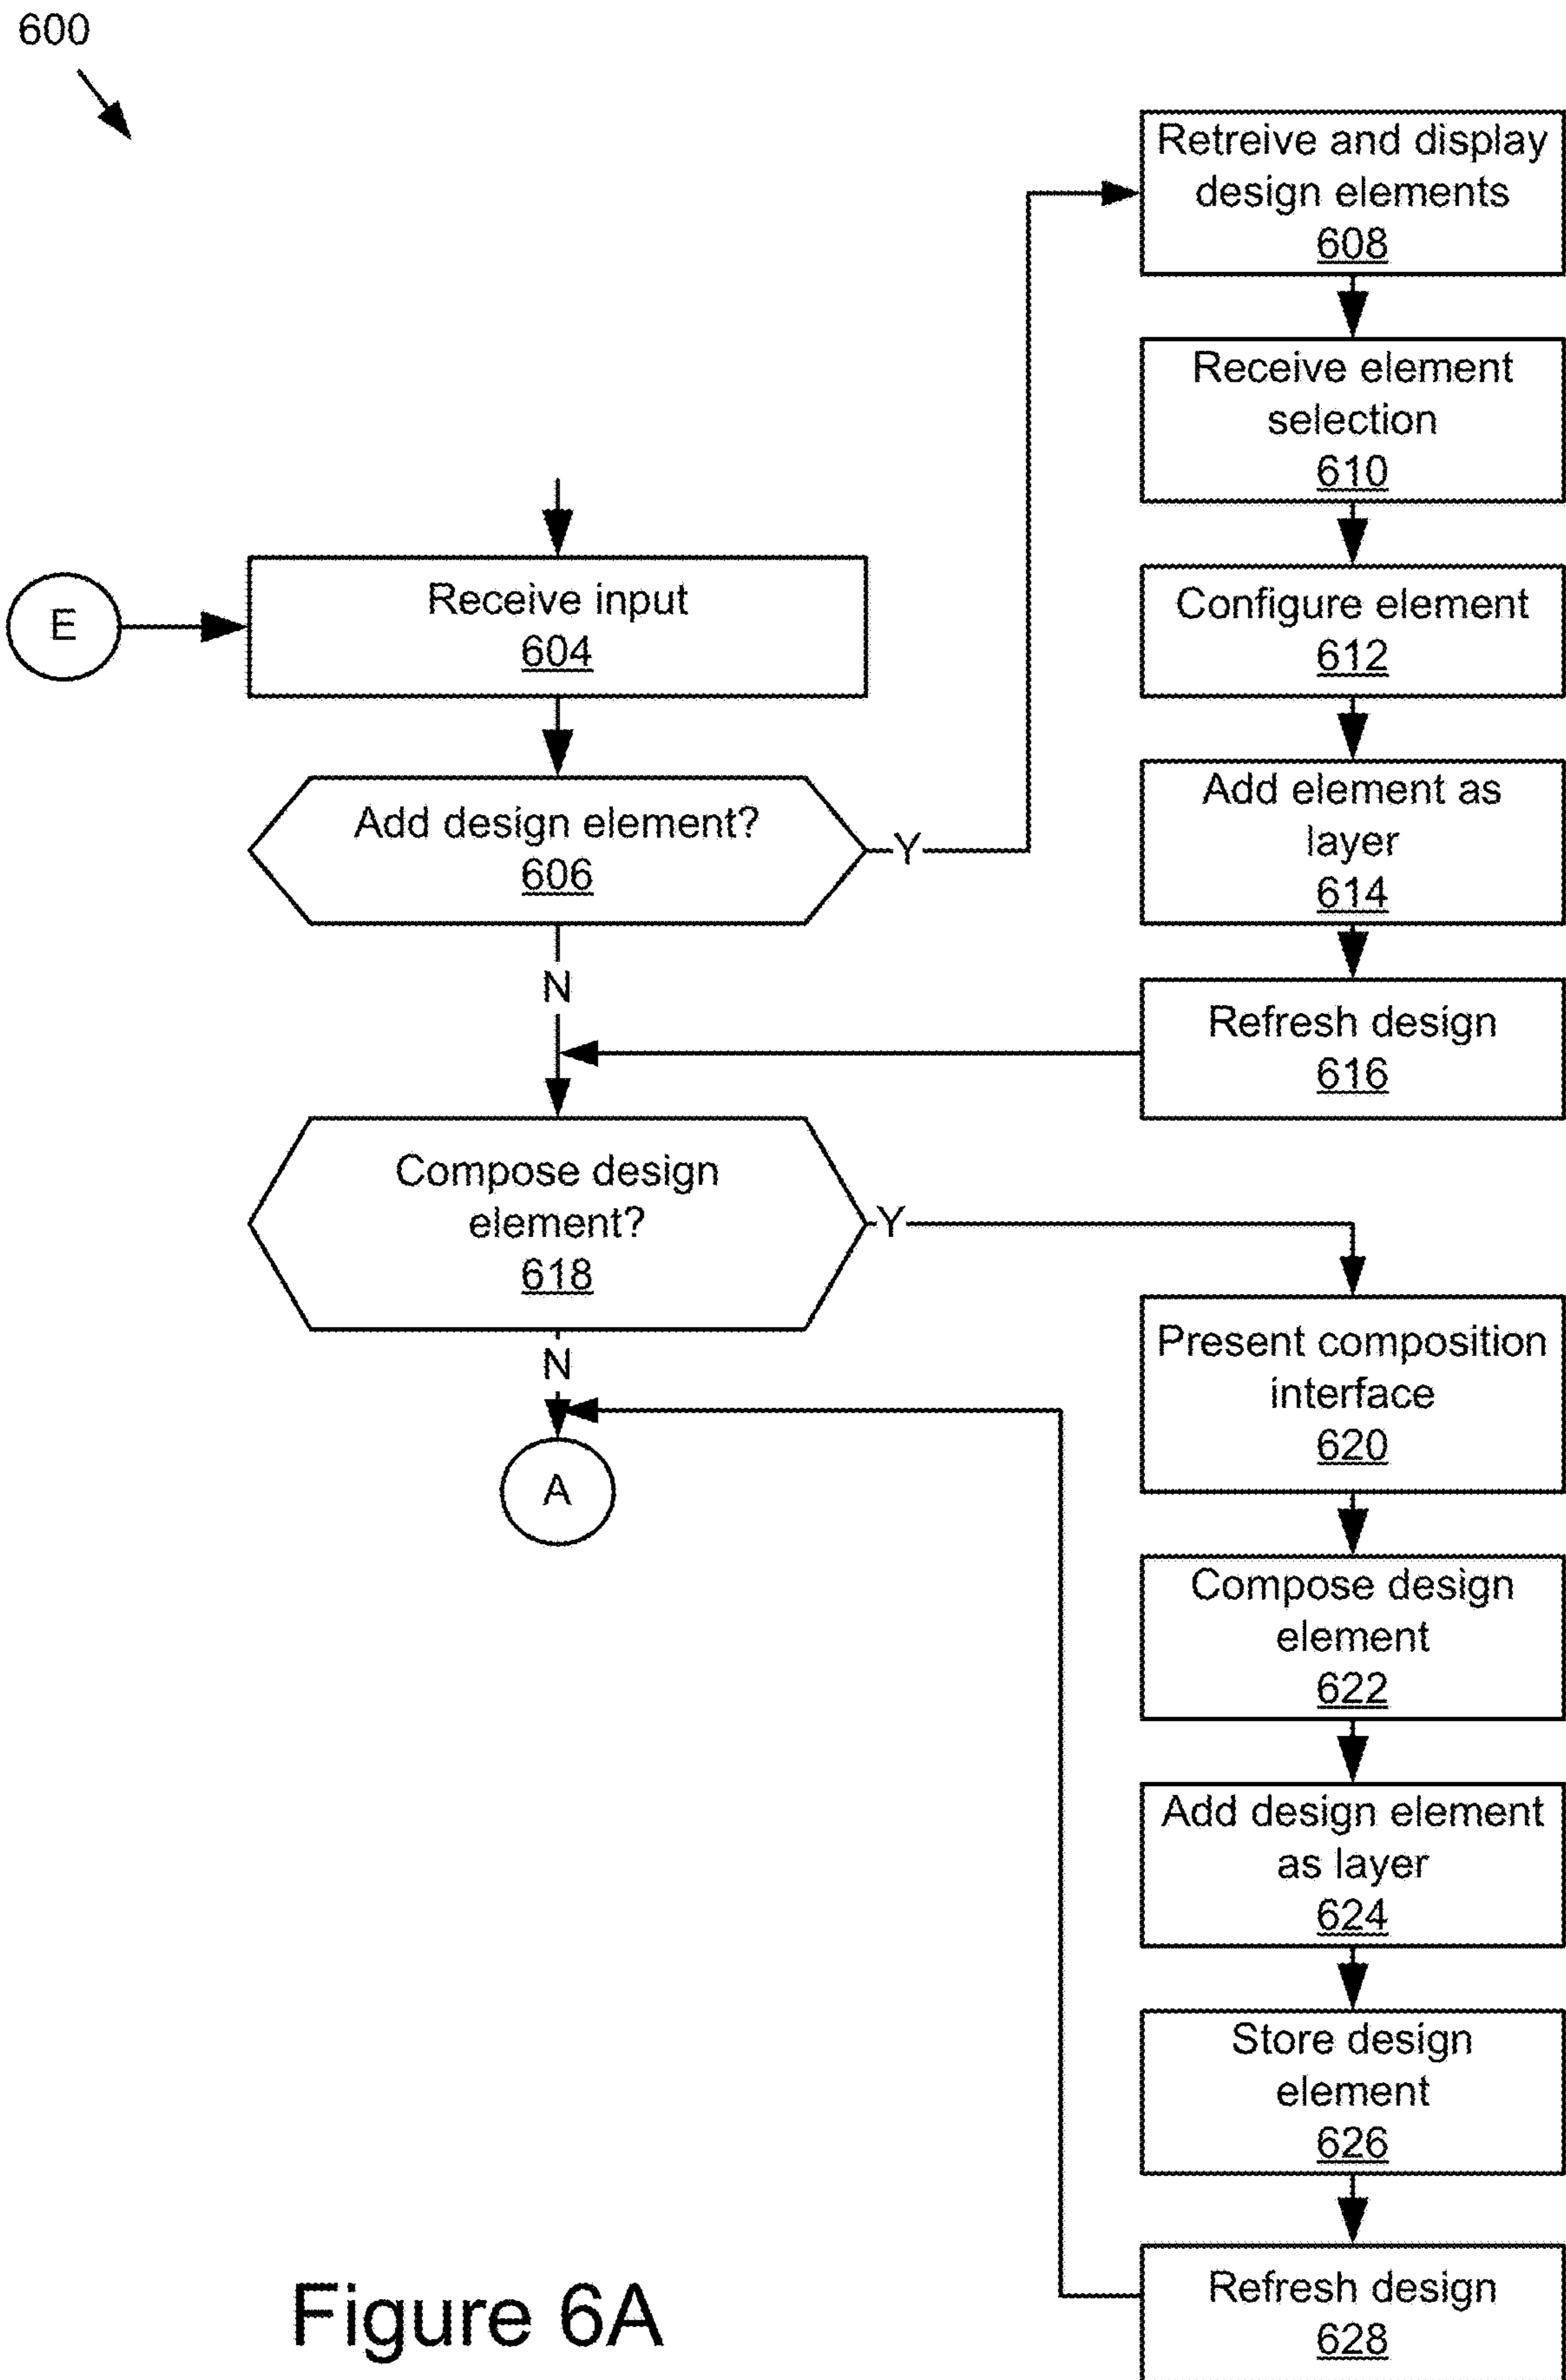 600
Retreive and display
design elements
608
Receive element
selection
610
Configure element
612
Add element as
layer
614
Refresh design
616
E
Receive input
604
Add design element?
606
Y
N
Compose design
element?
618
Y
N
A
Present composition
interface
620
Compose design
element
622
Add design element
as layer
624
Store design
element
626
Refresh design
628
Figure 6A